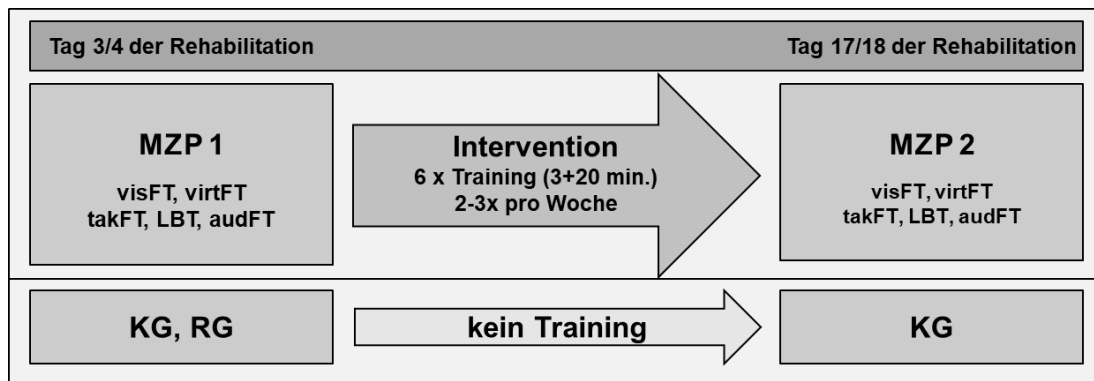 Tag 3/4 der Rehabilitation
Tag 17/18 der Rehabilitation
MZP 1
visFT, virtFT
takFT, LBT, audFT
Intervention
6 x Training (3+20 min.)
2-3x pro Woche
MZP 2
visFT, virtFT
takFT, LBT, audFT
KG, RG
kein Training
KG